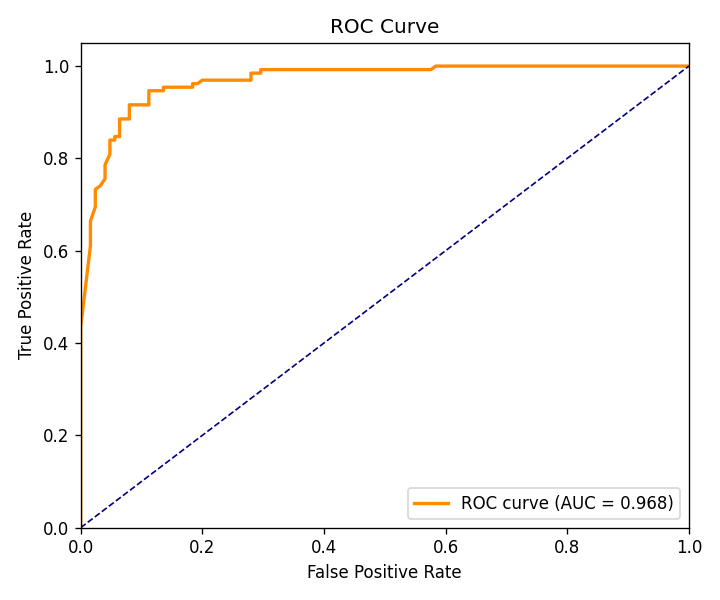 ROC Curve
1.0
0.8
0.6
0.4
0.2
0.0
True Positive Rate
ROC curve (AUC = 0.968)
0.0 0.2 0.4 0.6 0.8 1.0
False Positive Rate